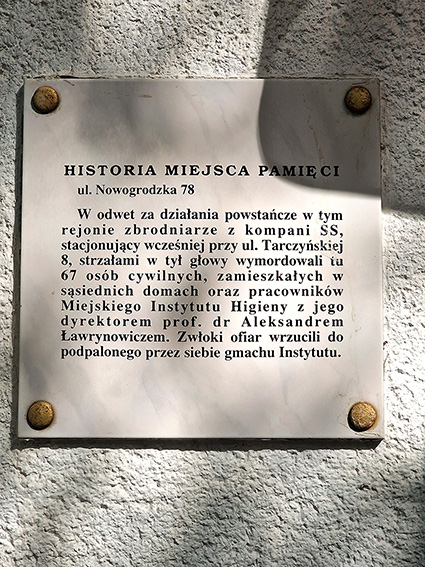 HISTORIA MIEJSCA PAMIĘCI
ul. Nowogrodzka 78
W odwet za działania powstańcze w tym
rejonie zbrodniarze z kompani SS,
stacjonujący wcześniej przy ul. Tarczyńskiej
8, strzałami w tył głowy wymordowali tu
67 osób cywilnych, zamieszkałych w
sąsiednich domach oraz pracowników
Miejskiego Instytutu Higieny z jego
dyrektorem prof. dr Aleksandrem
Ławrynowiczem. Zwłoki ofiar wrzucili do
podpalonego przez siebie gmachu Instytutu.